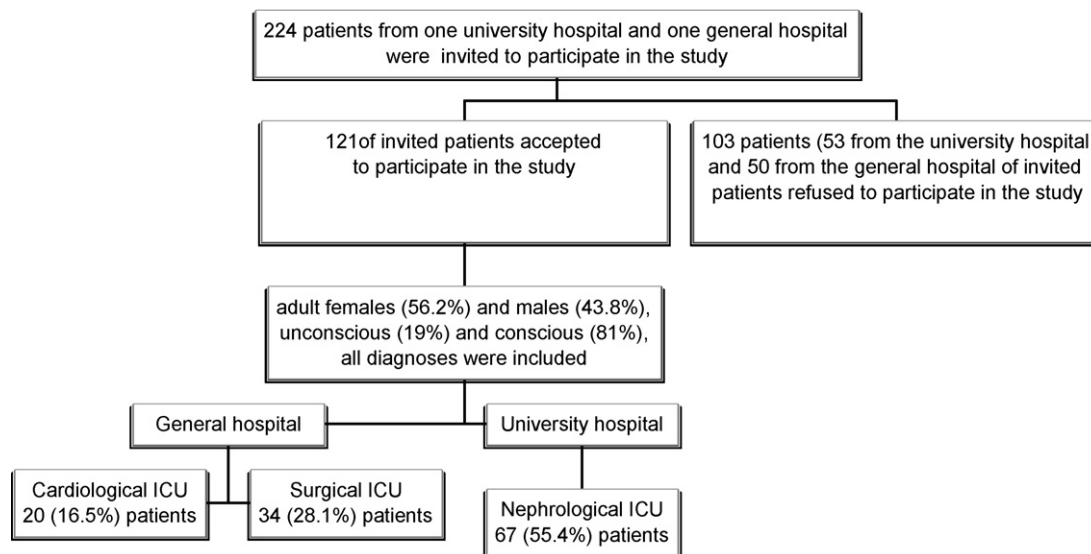 224 patients from one university hospital and one general hospital
were invited to participate in the study
121of invited patients accepted
to participate in the study
103 patients (53 from the university hospital
and 50 from the general hospital of invited
patients refused to participate in the study
adult females (56.2%) and males (43.8%),
unconscious (19%) and conscious (81%),
all diagnoses were included
General hospital
University hospital
Cardiological ICU
20 (16.5%) patients
Surgical ICU
34 (28.1%) patients
Nephrological ICU
67 (55.4%) patients